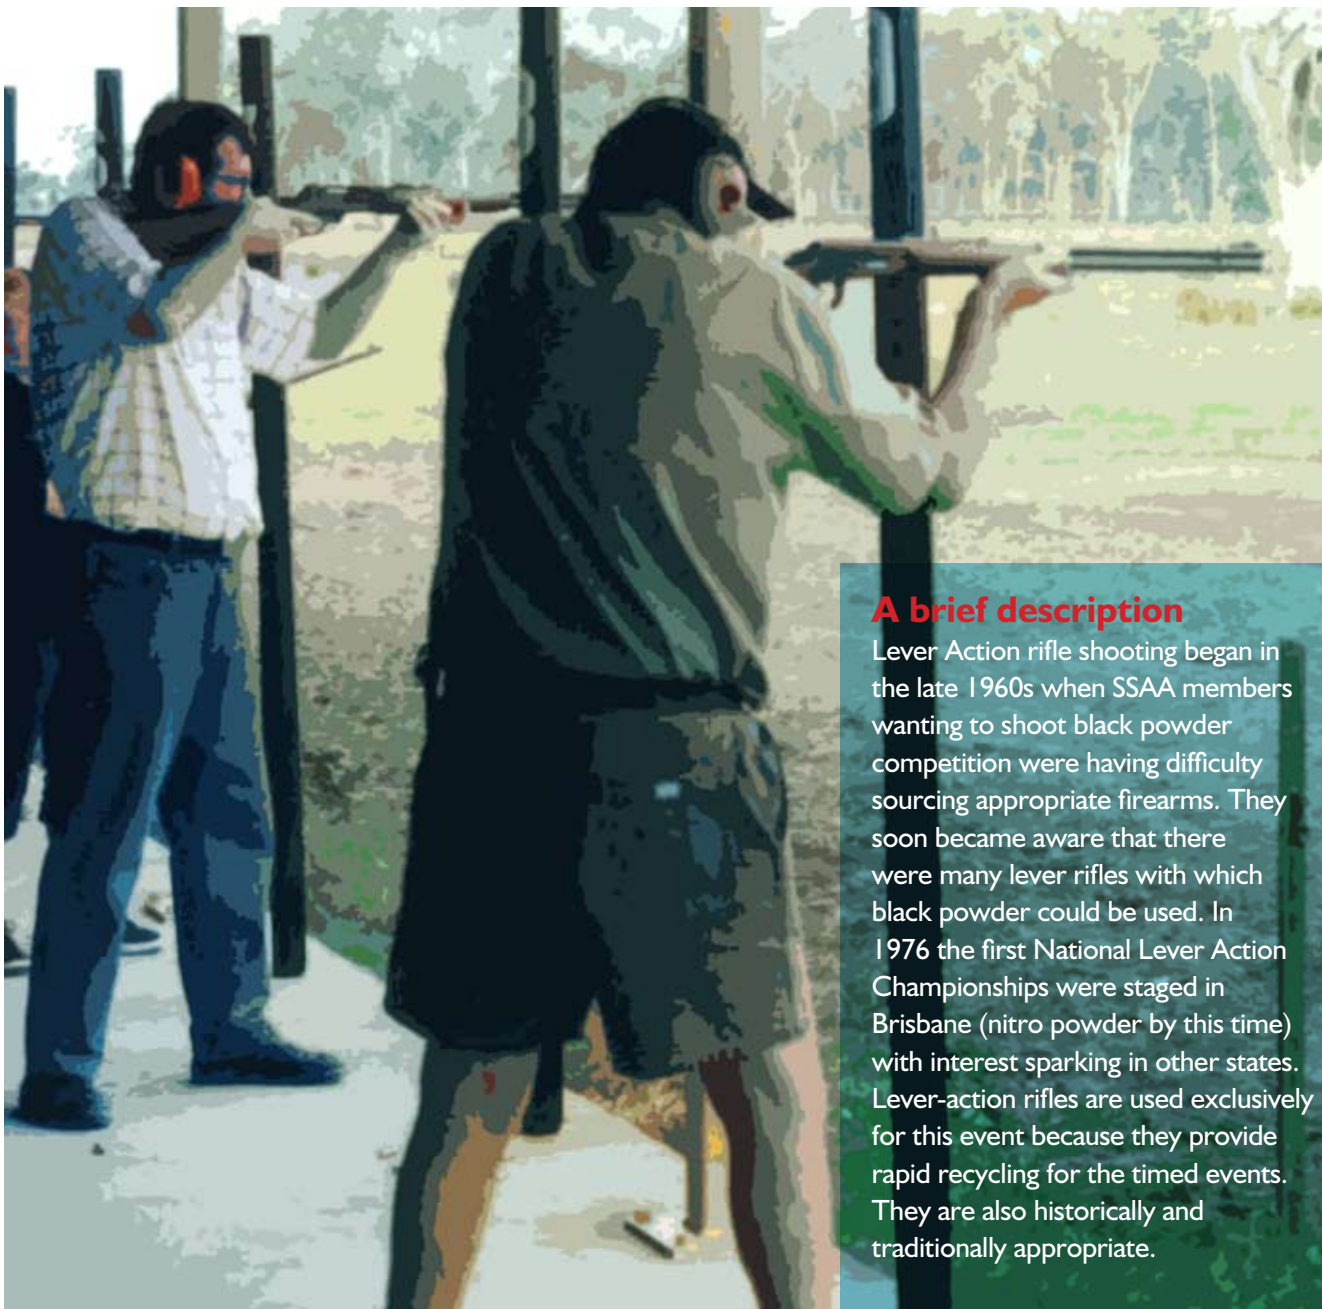 A brief description
Lever Action rifle shooting began in
the late 1960s when SSAA members
wanting to shoot black powder
competition were having difficulty
sourcing appropriate firearms. They
soon became aware that there
were many lever rifles with which
black powder could be used. In
1976 the first National Lever Action
Championships were staged in
Brisbane (nitro powder by this time)
with interest sparking in other states.
Lever-action rifles are used exclusively
for this event because they provide
rapid recycling for the timed events.
They are also historically and
traditionally appropriate.